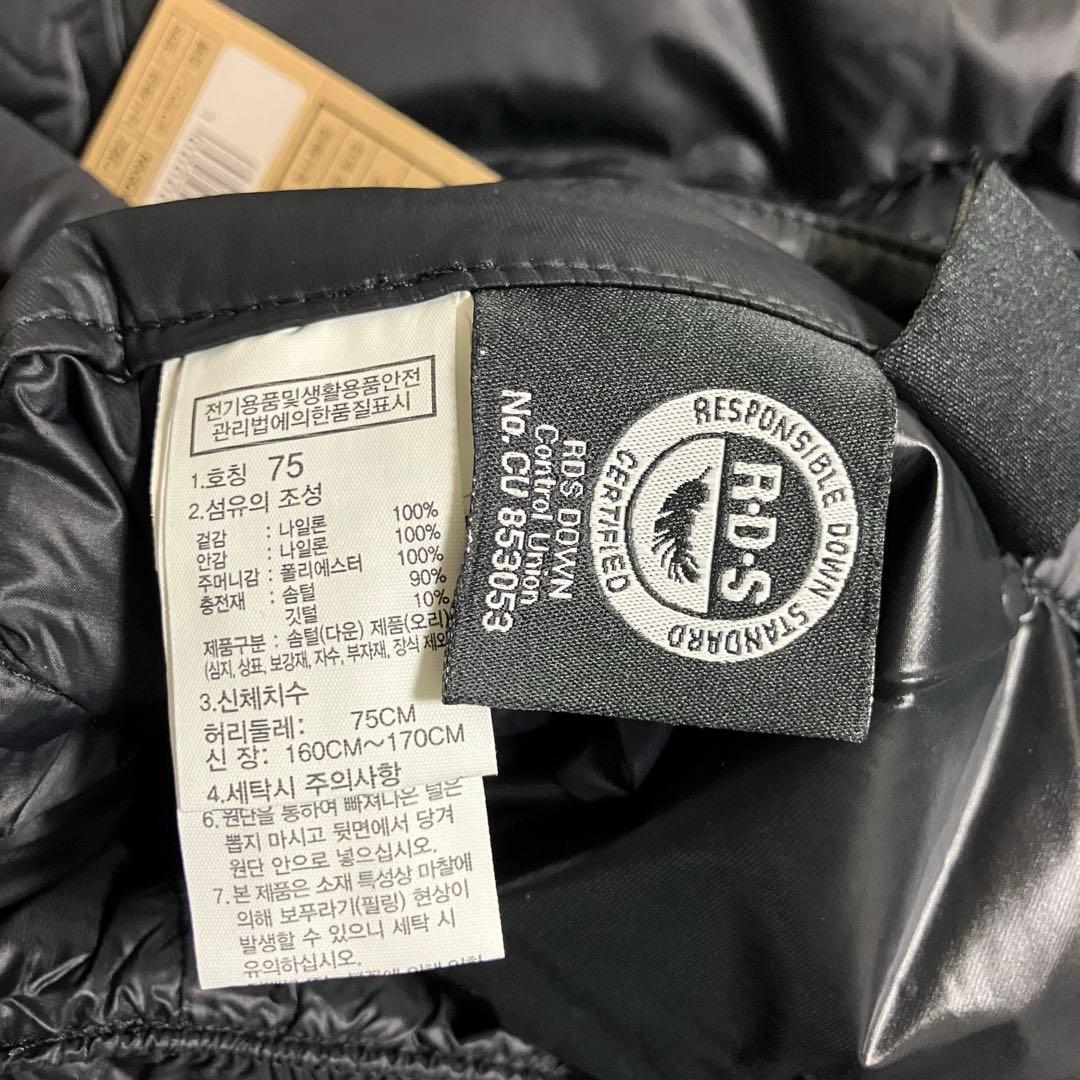 전기용품및생활용품안전
관리법에의한품질표시
1.호칭 75
2.섬유의 조성
겉감 : 나일론 100%
안감 : 나일론 100%
주머니감 : 폴리에스터 100%
충전재 : 솜털 90%
깃털 10%
제품구분 : 솜털(다운) 제품(오리)
(심지, 상표, 보강재, 자수, 부자재, 장식 제외
3.신체치수
허리둘레: 75CM
신 장: 160CM~170CM
4.세탁시 주의사항
6.원단을 통하여 빠져나온 털은
뽑지 마시고 뒷면에서 당겨
원단 안으로 넣으십시오.
7.본 제품은 소재 특성상 마찰에
의해 보푸라기(필링) 현상이
발생할 수 있으니 세탁 시
유의하십시오.
RDS DOWN
Control Union
No. CU 853053
RESPONSIBLE DOWN STANDARD
R·D·S
CERTIFIED